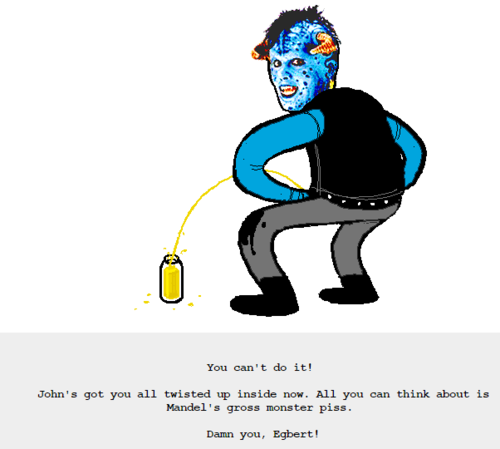 You can't do it!
John's got you all twisted up inside now. All you can think about is
Mandel's gross monster piss.
Damn you, Egbert!